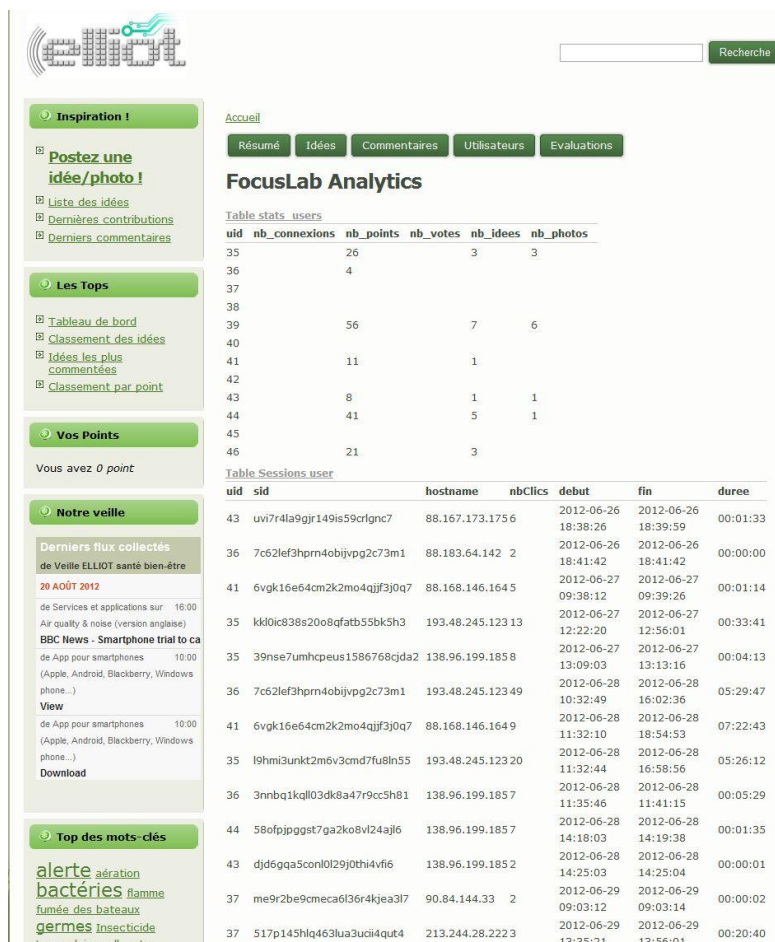 elliot
Recherche
Inspiration !
Postez une
idée/photo !
Liste des idées
Dernières contributions
Derniers commentaires
Les Tops
Tableau de bord
Classement des idées
Idées les plus
commentées
Classement par point
Vos Points
Vous avez 0 point
Notre veille
Derniers flux collectés
de Veille ELLIOT santé bien-être
20 AOÛT 2012
de Services et applications sur 16:00
Air quality & noise (version anglaise)
BBC News - Smartphone trial to ca
de App pour smartphones 10:00
(Apple, Android, Blackberry, Windows
phone...)
View
de App pour smartphones 10:00
(Apple, Android, Blackberry, Windows
phone...)
Download
Top des mots-clés
alerte aération
bactéries flamme
fumée des bateaux
germes Insecticide
Accueil
Résumé Idées Commentaires Utilisateurs Evaluations
FocusLab Analytics
Table stats_users
uid nb_connexions nb_points nb_votes nb_idees nb_photos
35 26 3 3
36 4
37
38
39 56 7 6
40
41 11 1
42
43 8 1 1
44 41 5 1
45
46 21 3
Table Sessions user
uid sid hostname nbClics debut fin duree
43 uvi7r4la9gjr149is59crlgnc7 88.167.173.175 6 2012-06-26 18:38:26 2012-06-26 18:39:59 00:01:33
36 7c62lef3hprn4obijvpg2c73m1 88.183.64.142 2 2012-06-26 18:41:42 2012-06-26 18:41:42 00:00:00
41 6vgk16e64cm2k2mo4qjjf3j0q7 88.168.146.164 5 2012-06-27 09:38:12 2012-06-27 09:39:26 00:01:14
35 kkl0ic838s20o8qfatb55bk5h3 193.48.245.123 13 2012-06-27 12:22:20 2012-06-27 12:56:01 00:33:41
35 39nse7umhcpeus1586768cjda2 138.96.199.185 8 2012-06-27 13:09:03 2012-06-27 13:13:16 00:04:13
36 7c62lef3hprn4obijvpg2c73m1 193.48.245.123 49 2012-06-28 10:32:49 2012-06-28 16:02:36 05:29:47
41 6vgk16e64cm2k2mo4qjjf3j0q7 88.168.146.164 9 2012-06-28 11:32:10 2012-06-28 18:54:53 07:22:43
35 l9hmi3unkt2m6v3cmd7fu8ln55 193.48.245.123 20 2012-06-28 11:32:44 2012-06-28 16:58:56 05:26:12
36 3nnbq1kqll03dk8a47r9cc5h81 138.96.199.185 7 2012-06-28 11:35:46 2012-06-28 11:41:15 00:05:29
44 58ofpjpggst7ga2ko8vl24ajl6 138.96.199.185 7 2012-06-28 14:18:03 2012-06-28 14:19:38 00:01:35
43 djd6gqa5conl0l29j0thi4vfi6 138.96.199.185 2 2012-06-28 14:25:03 2012-06-28 14:25:04 00:00:01
37 me9r2be9cmeca6l36r4kjea3l7 90.84.144.33 2 2012-06-29 09:03:12 2012-06-29 09:03:14 00:00:02
37 517p145hlq463lua3ucii4qut4 213.244.28.222 3 2012-06-29 13:35:21 2012-06-29 13:56:01 00:20:40